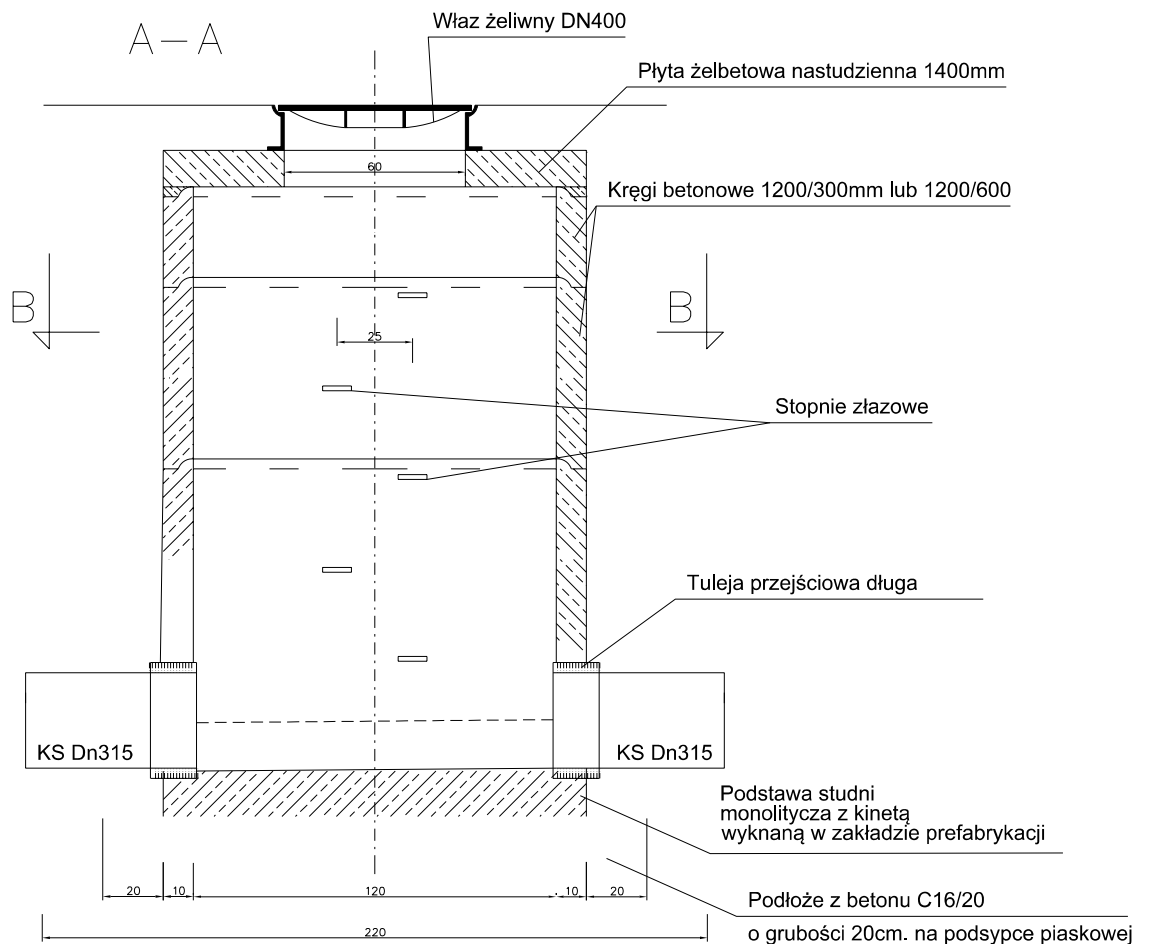 A-A
Właz żeliwny DN400
Płyta żelbetowa nastudzienna 1400mm
60
Kręgi betonowe 1200/300mm lub 1200/600
B
B
25
Stopnie złazowe
Tuleja przejściowa długa
KS Dn315
KS Dn315
Podstawa studni
monolitycza z kinetą
wyknaną w zakładzie prefabrykacji
20 10 120 10 20
Podłoże z betonu C16/20
220
o grubości 20cm. na podsypce piaskowej